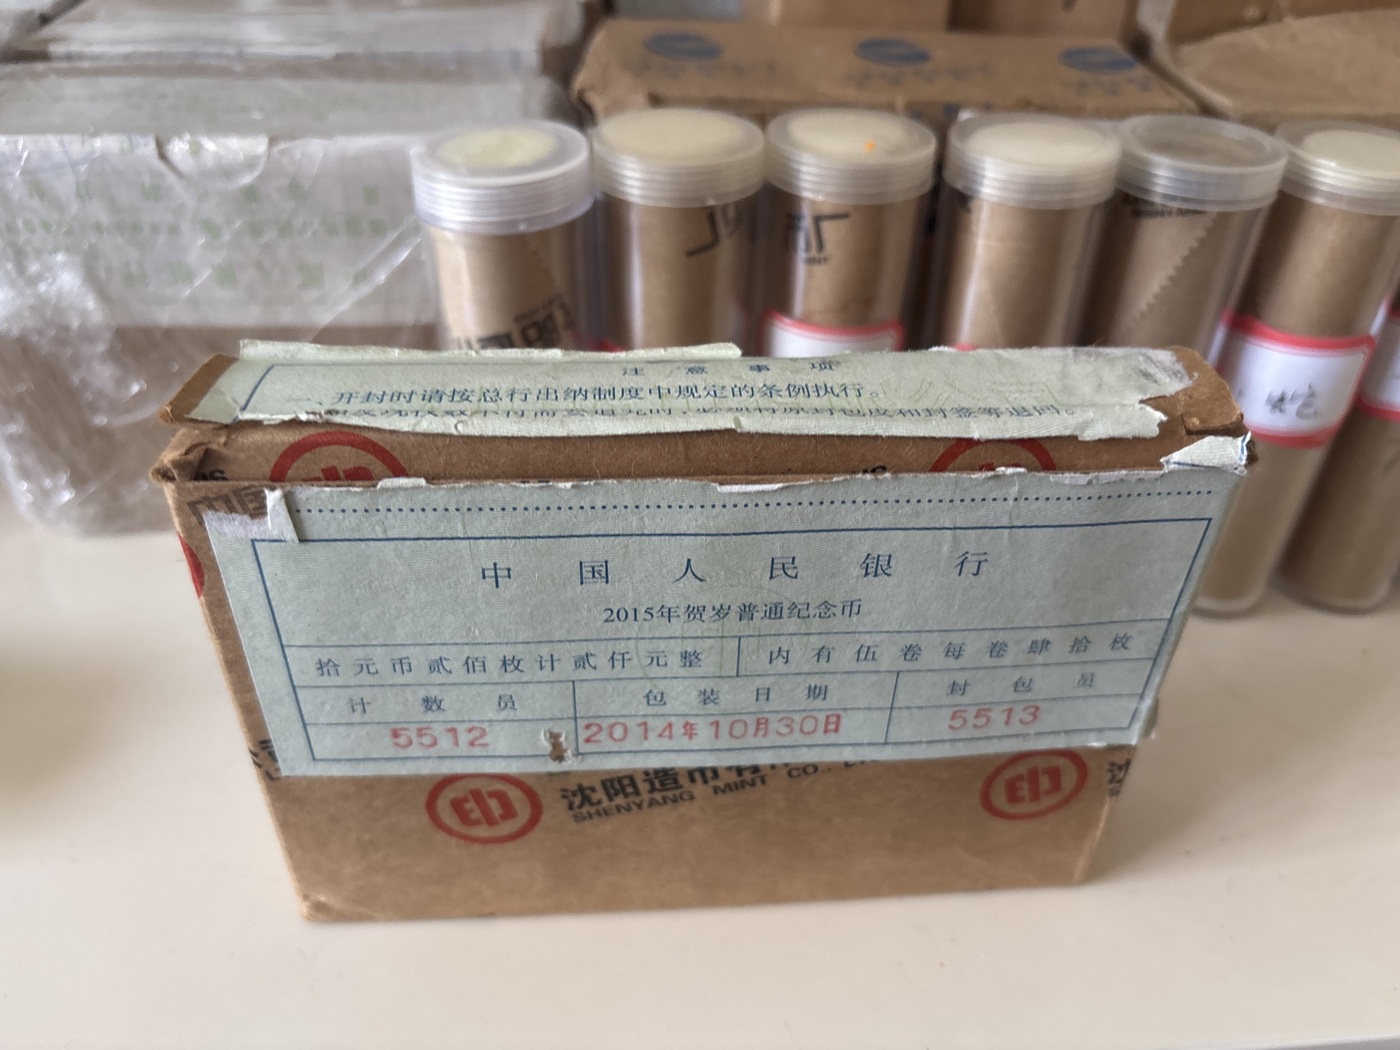 注意事项
一、开封时请按总行出纳制度中规定的条例执行。
中国人民银行
2015年贺岁普通纪念币
拾元币贰佰枚计贰仟元整 内有伍卷每卷肆拾枚
计数员 包装日期 封包员
5512 2014年10月30日 5513
沈阳造币有
SHENYANG MINT CO., L